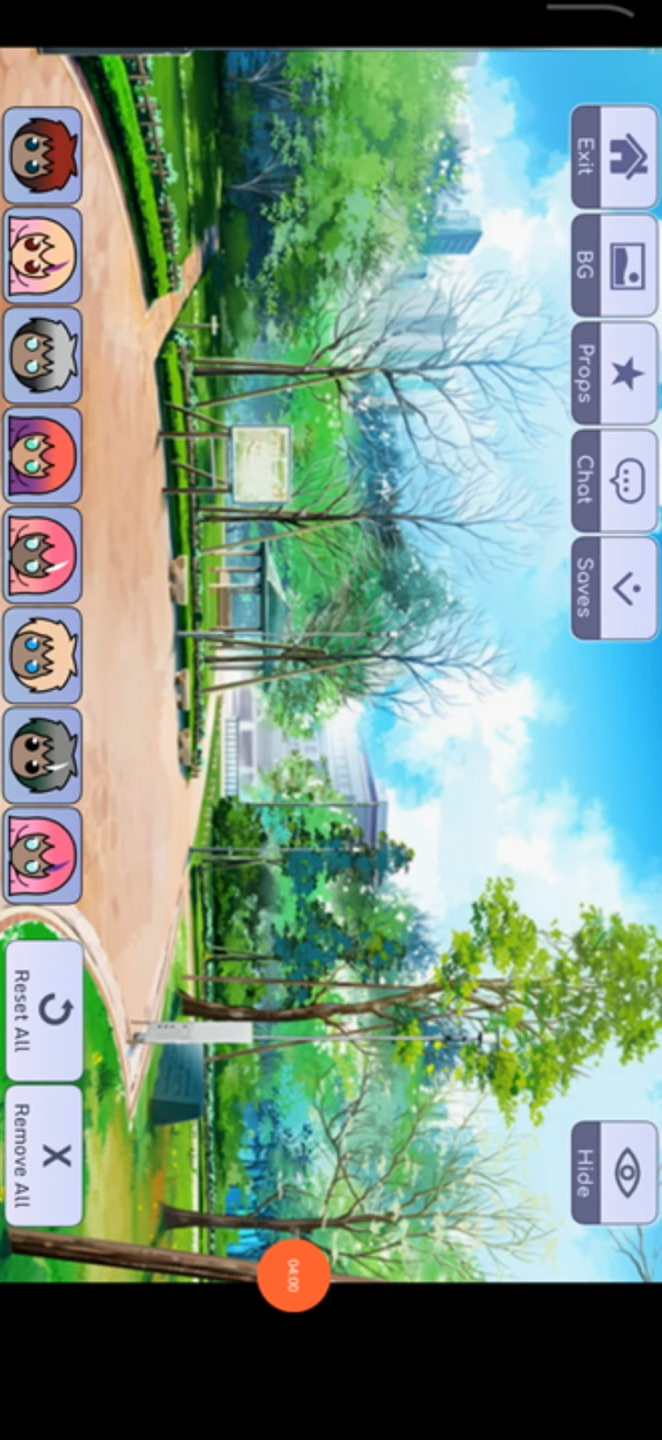 Exit
BG
Props
Chat
Saves
Hide
Reset All
Remove All
04:00